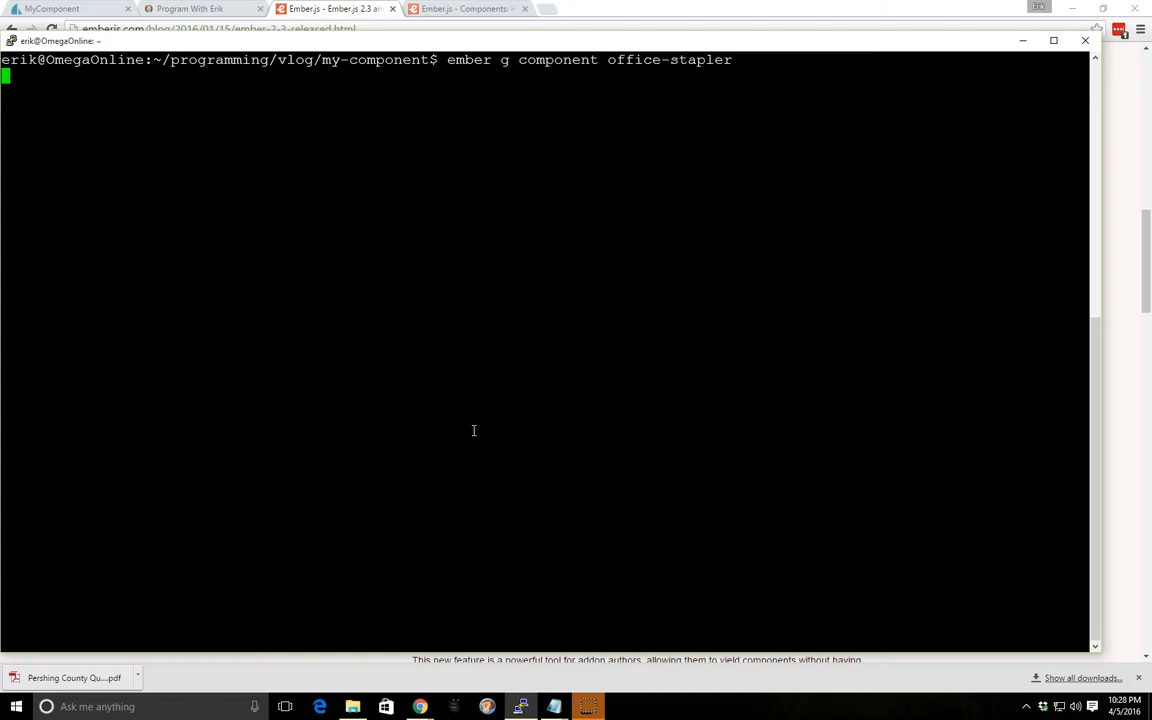 MyComponent
Program With Erik
Ember.js - Ember.js 2.3 an
Ember.js - Components: H
Erik
emberjs.com/blog/2016/01/15/ember-2-3-released.html
erik@OmegaOnline: ~
erik@OmegaOnline:~/programming/vlog/my-component$ ember g component office-stapler
This new feature is a powerful tool for addon authors, allowing them to yield components without having
Pershing County Qu....pdf
Show all downloads...
Ask me anything
10:28 PM
4/5/2016